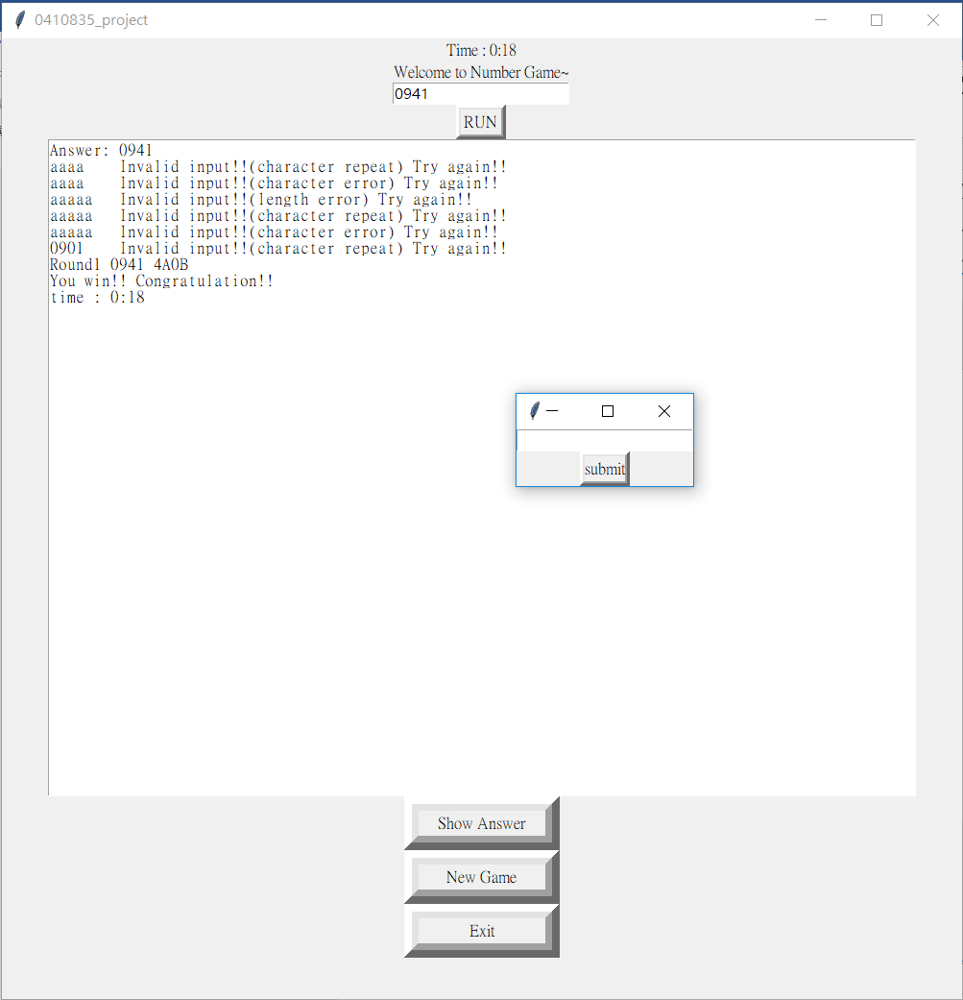 0410835_project
Time : 0:18
Welcome to Number Game~
0941
RUN
Answer: 0941
aaaa    Invalid input!!(character repeat) Try again!!
aaaa    Invalid input!!(character error) Try again!!
aaaaa   Invalid input!!(length error) Try again!!
aaaaa   Invalid input!!(character repeat) Try again!!
aaaaa   Invalid input!!(character error) Try again!!
0901    Invalid input!!(character repeat) Try again!!
Round1 0941 4A0B
You win!! Congratulation!!
time : 0:18
submit
Show Answer
New Game
Exit